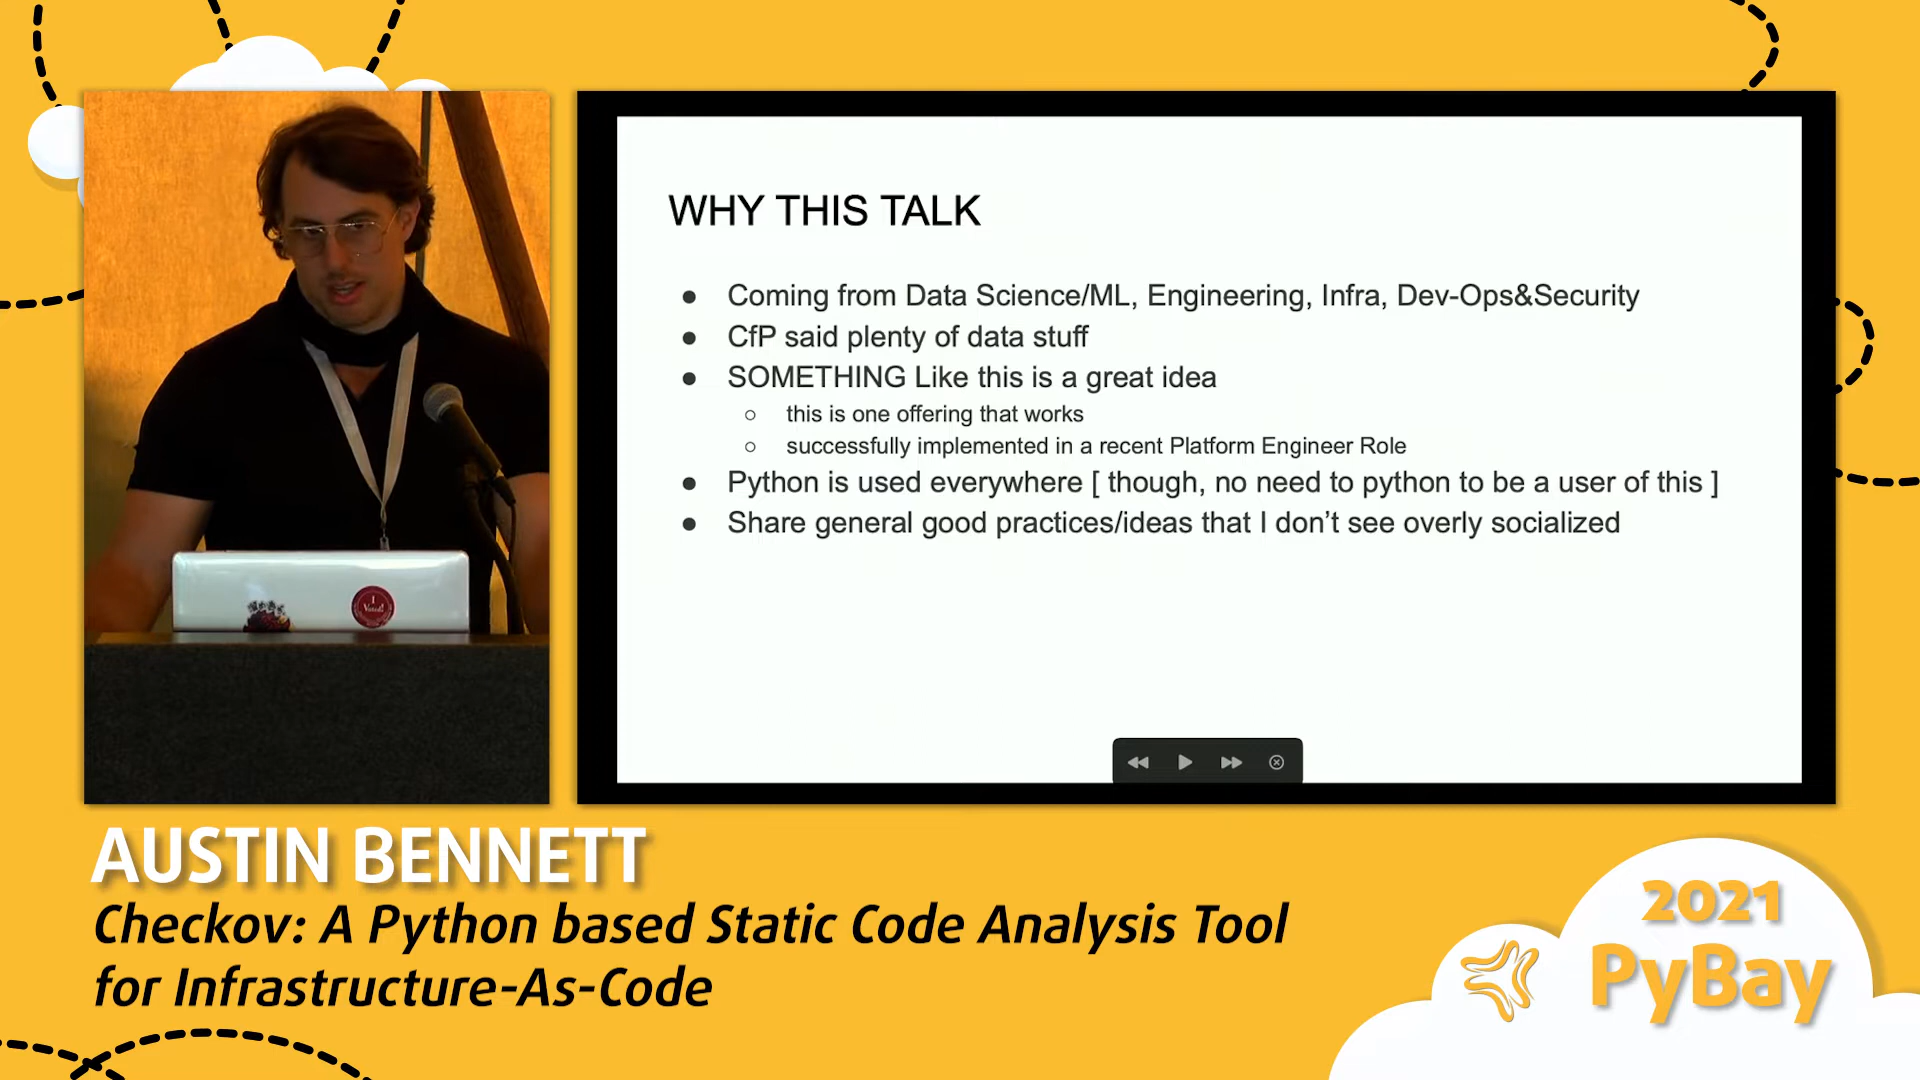 WHY THIS TALK
● Coming from Data Science/ML, Engineering, Infra, Dev-Ops&Security
● CfP said plenty of data stuff
● SOMETHING Like this is a great idea
○ this is one offering that works
○ successfully implemented in a recent Platform Engineer Role
● Python is used everywhere [ though, no need to python to be a user of this ]
● Share general good practices/ideas that I don’t see overly socialized
I
Voted!
AUSTIN BENNETT
Checkov: A Python based Static Code Analysis Tool
for Infrastructure-As-Code
2021
PyBay